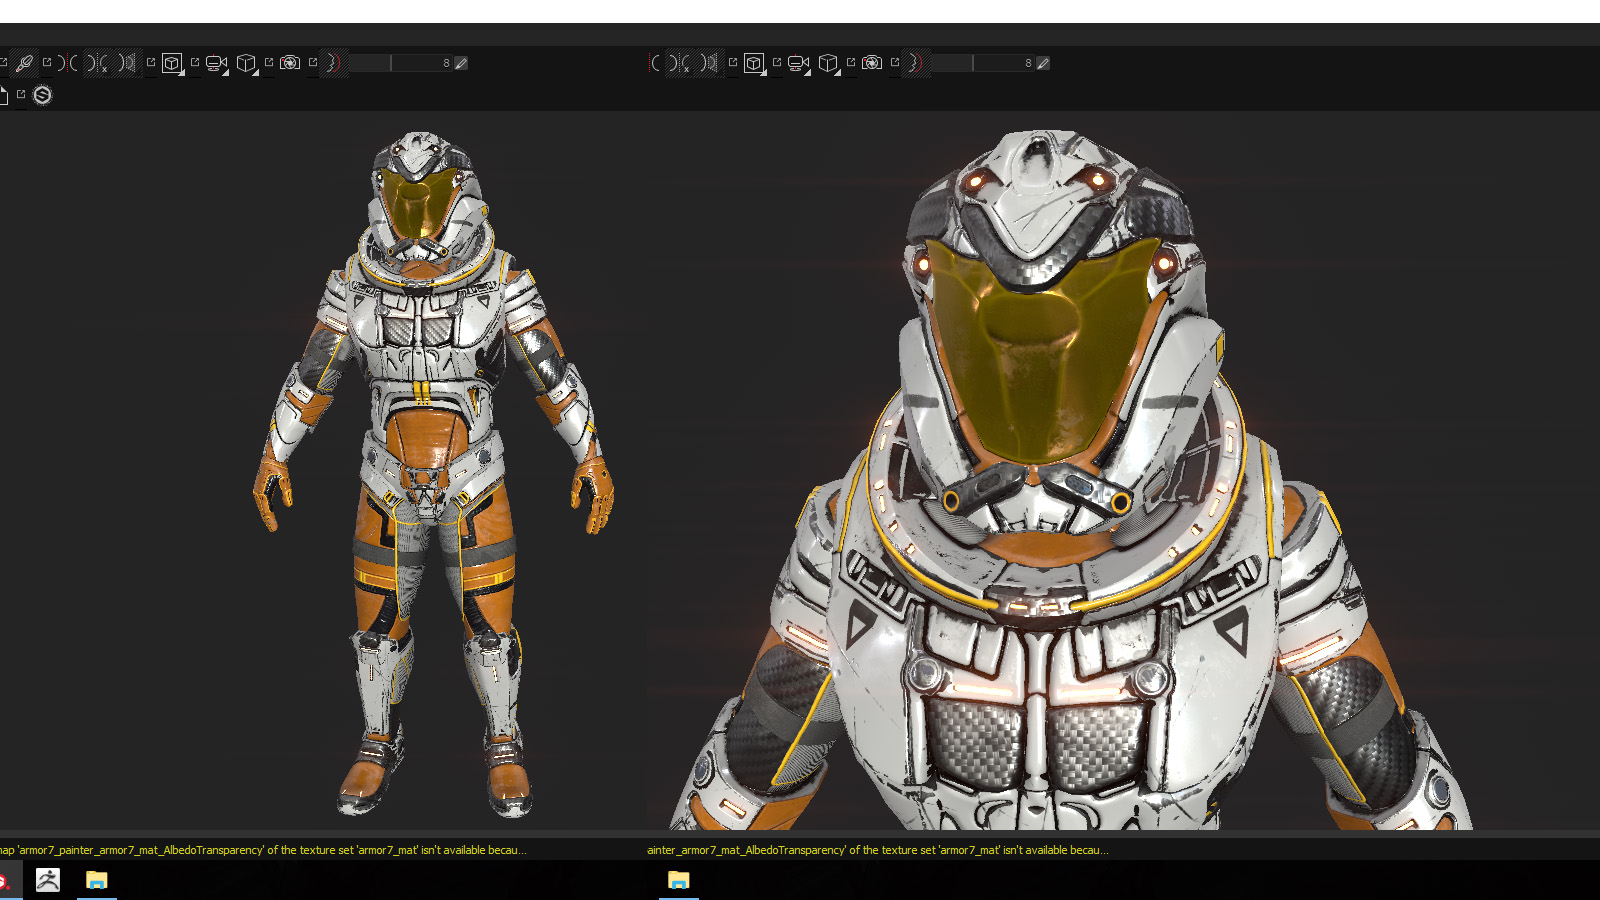 8
8
nap 'armor7_painter_armor7_mat_AlbedoTransparency' of the texture set 'armor7_mat' isn't available becau...
ainter_armor7_mat_AlbedoTransparency' of the texture set 'armor7_mat' isn't available becau...